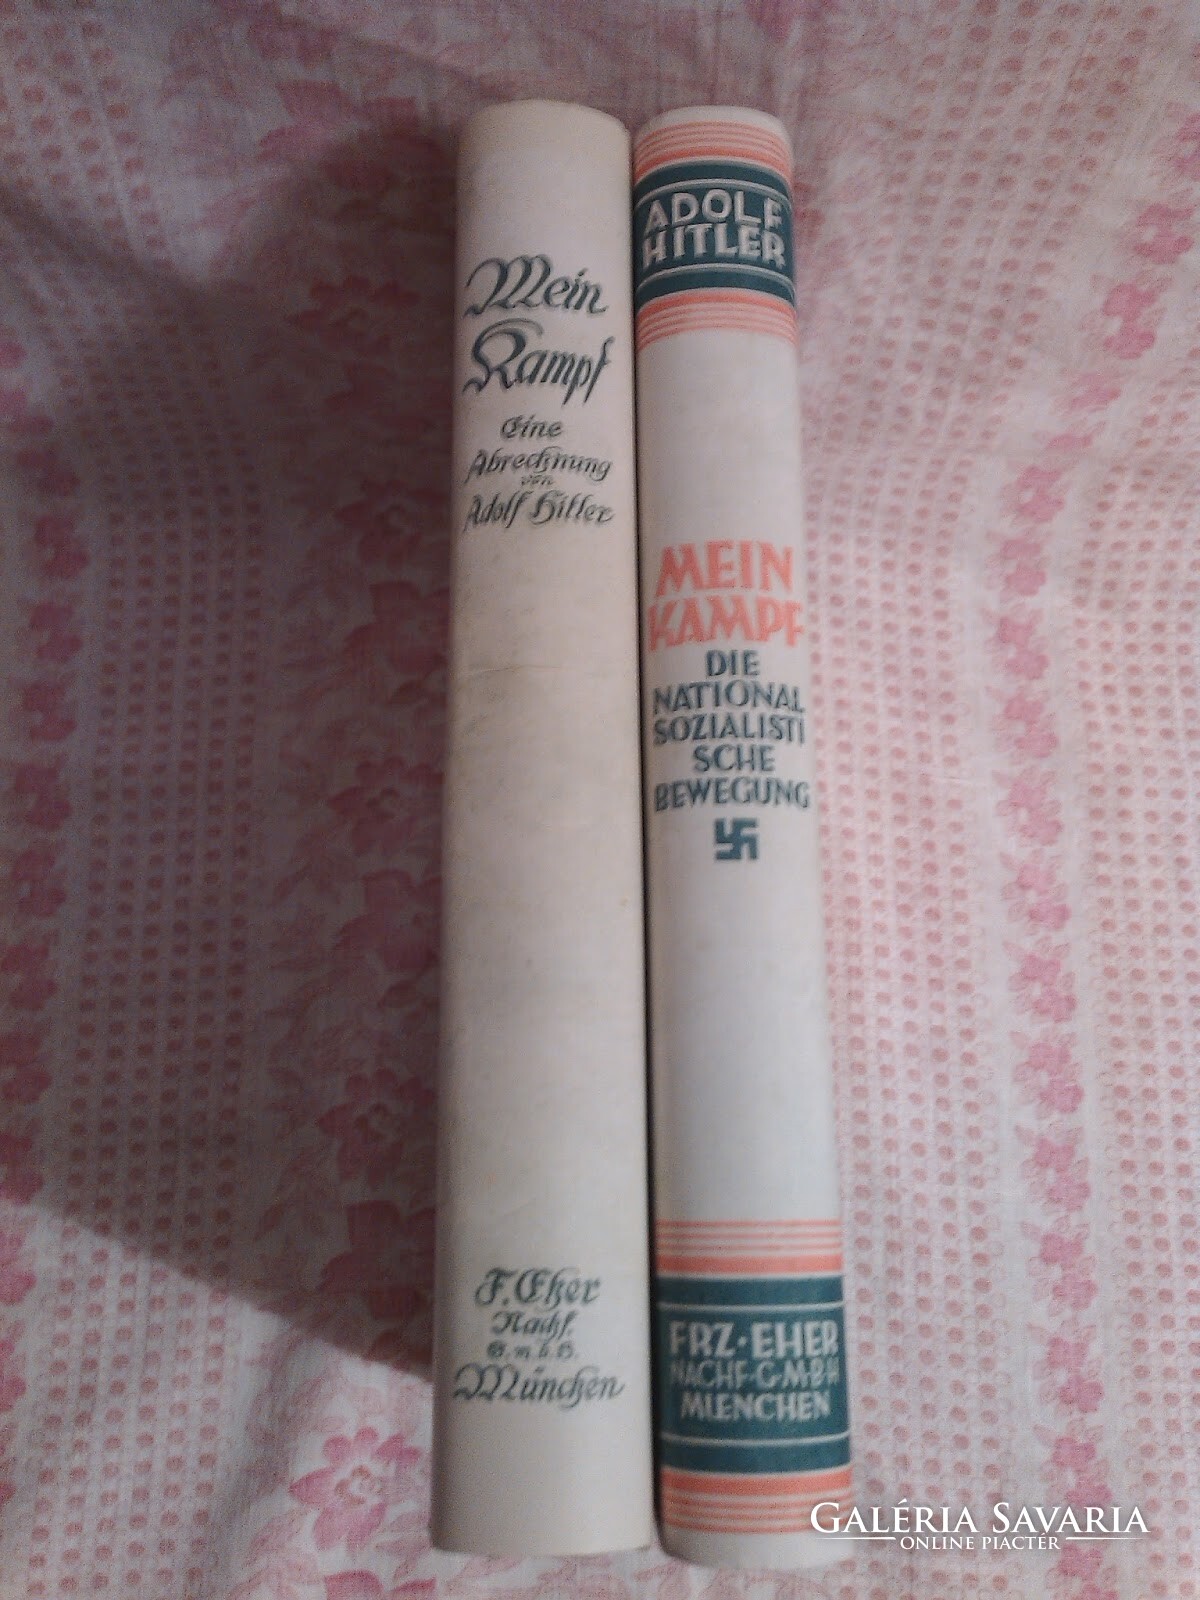 Mein
Kampf
Eine
Abrechnung
von
Adolf Hitler
F. Eher
Nachf.
G.m.b.H.
München
ADOLF
HITLER
MEIN
KAMPF
DIE
NATIONAL
SOZIALISTI
SCHE
BEWEGUNG
FRZ·EHER
NACHF·G·M·B·H
MUENCHEN
GALÉRIA SAVARIA
ONLINE PIACTÉR